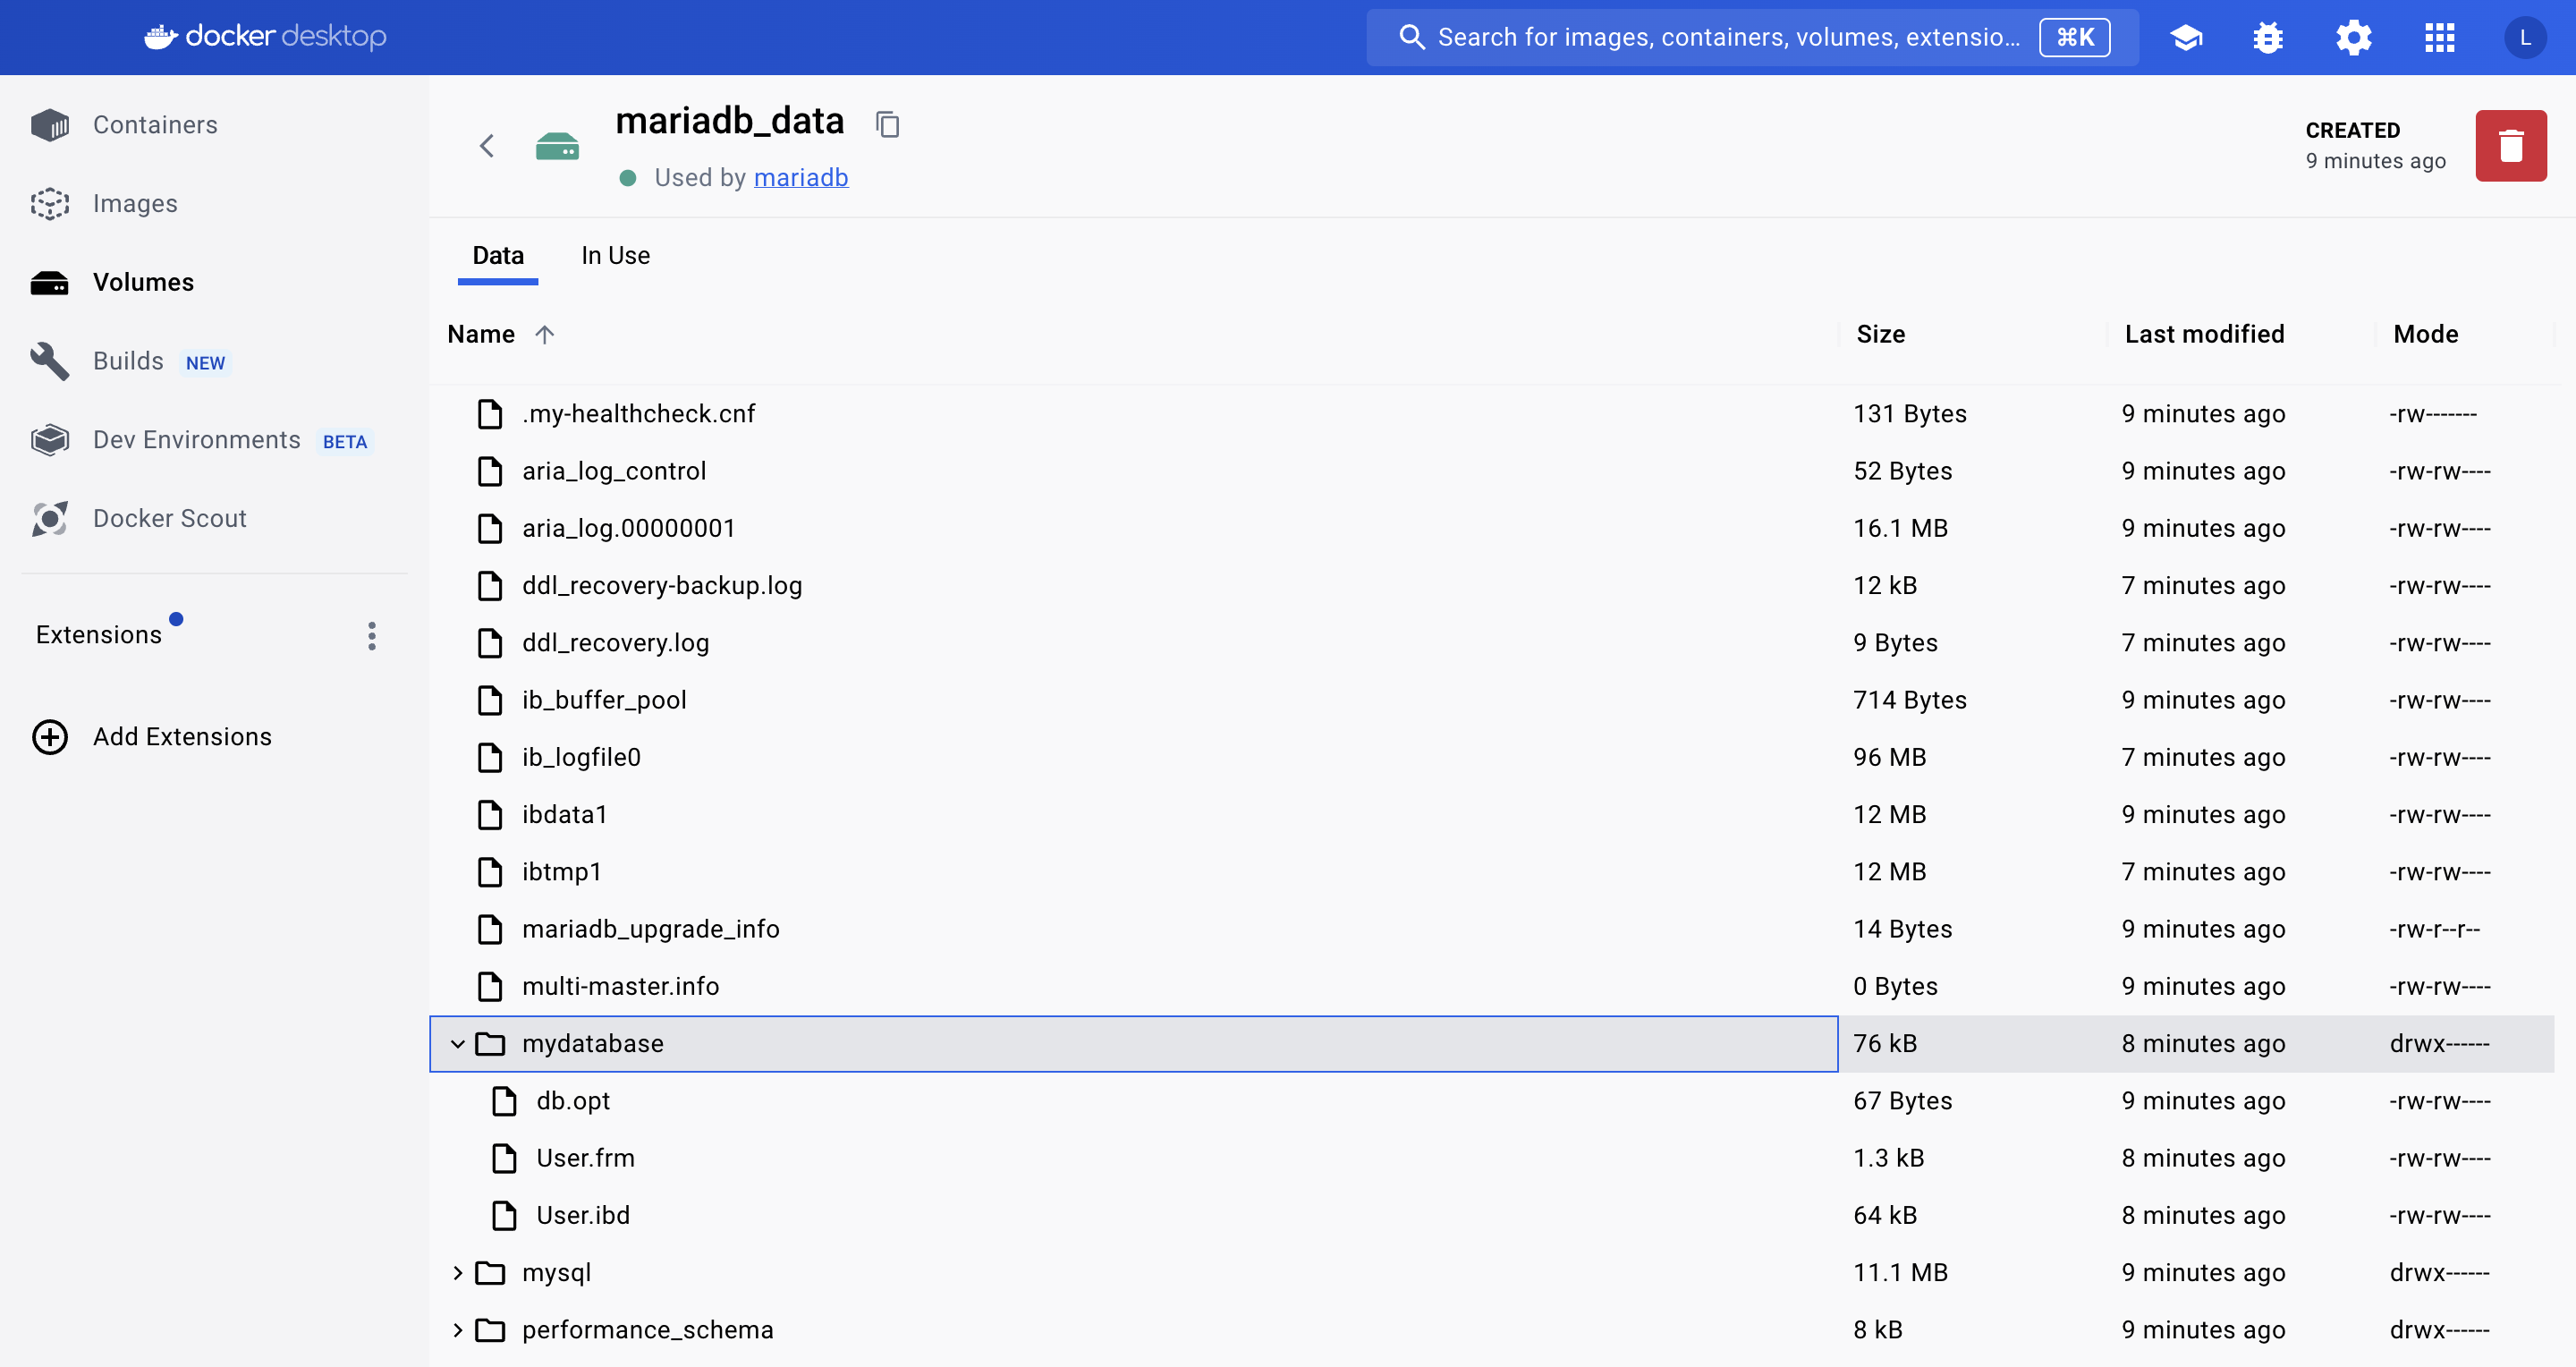 docker desktop
Search for images, containers, volumes, extensio... ⌘K
L
Containers
Images
Volumes
Builds NEW
Dev Environments BETA
Docker Scout
Extensions
Add Extensions
mariadb_data
Used by mariadb
CREATED
9 minutes ago
Data In Use
Name Size Last modified Mode
.my-healthcheck.cnf 131 Bytes 9 minutes ago -rw-------
aria_log_control 52 Bytes 9 minutes ago -rw-rw----
aria_log.00000001 16.1 MB 9 minutes ago -rw-rw----
ddl_recovery-backup.log 12 kB 7 minutes ago -rw-rw----
ddl_recovery.log 9 Bytes 7 minutes ago -rw-rw----
ib_buffer_pool 714 Bytes 9 minutes ago -rw-rw----
ib_logfile0 96 MB 7 minutes ago -rw-rw----
ibdata1 12 MB 9 minutes ago -rw-rw----
ibtmp1 12 MB 7 minutes ago -rw-rw----
mariadb_upgrade_info 14 Bytes 9 minutes ago -rw-r--r--
multi-master.info 0 Bytes 9 minutes ago -rw-rw----
mydatabase 76 kB 8 minutes ago drwx------
db.opt 67 Bytes 9 minutes ago -rw-rw----
User.frm 1.3 kB 8 minutes ago -rw-rw----
User.ibd 64 kB 8 minutes ago -rw-rw----
mysql 11.1 MB 9 minutes ago drwx------
performance_schema 8 kB 9 minutes ago drwx------